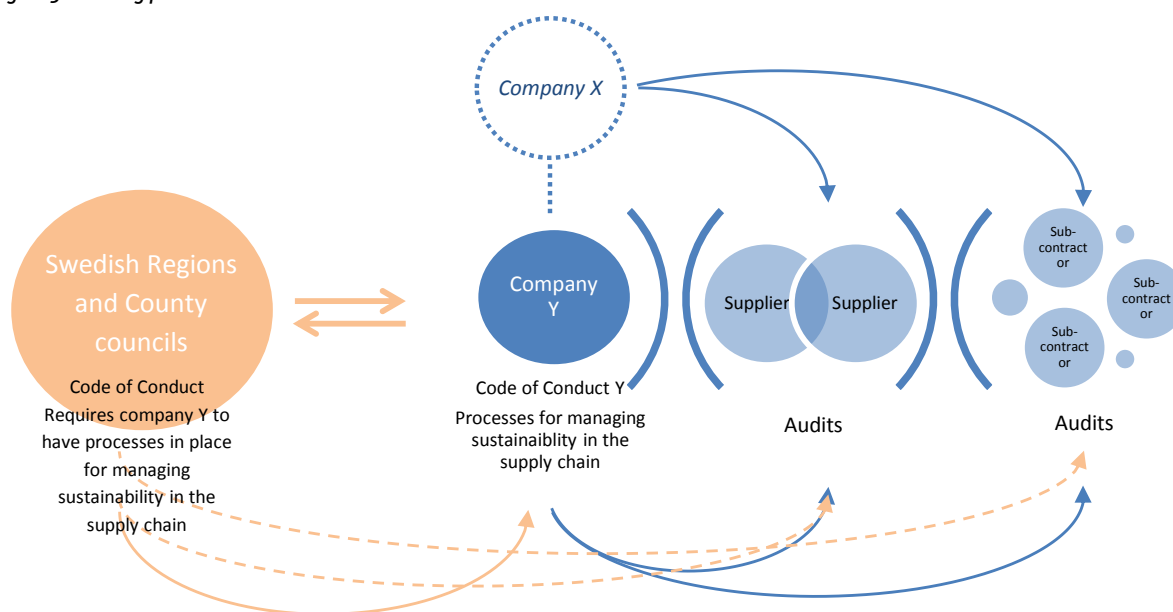 Company X
Swedish Regions
and County
councils
Code of Conduct
Requires company Y to
have processes in place
for managing
sustainability in the
supply chain
Company
Y
Code of Conduct Y
Processes for managing
sustainaiblity in the
supply chain
Supplier
Supplier
Audits
Sub-
contract
or
Sub-
contract
or
Sub-
contract
or
Audits